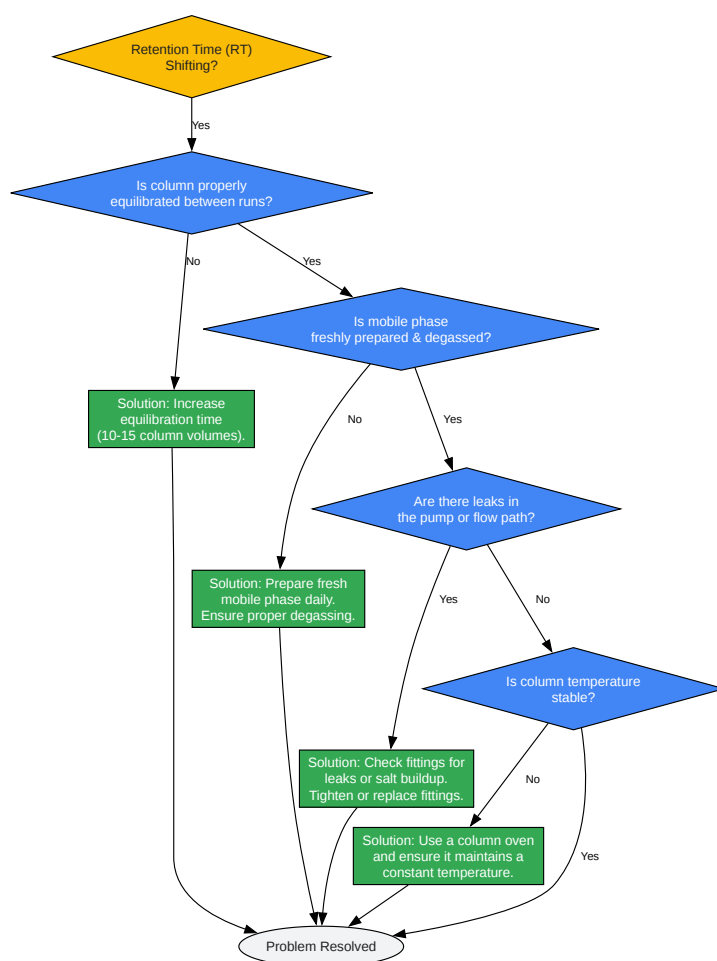 Retention Time (RT)
Shifting?
Yes
Is column properly
equilibrated between runs?
No
Yes
Is mobile phase
freshly prepared & degassed?
Solution: Increase
equilibration time
(10-15 column volumes).
No
Yes
Are there leaks in
the pump or flow path?
Solution: Prepare fresh
mobile phase daily.
Ensure proper degassing.
Yes
No
Is column temperature
stable?
Solution: Check fittings for
leaks or salt buildup.
Tighten or replace fittings.
No
Solution: Use a column oven
and ensure it maintains a
constant temperature.
Yes
Problem Resolved